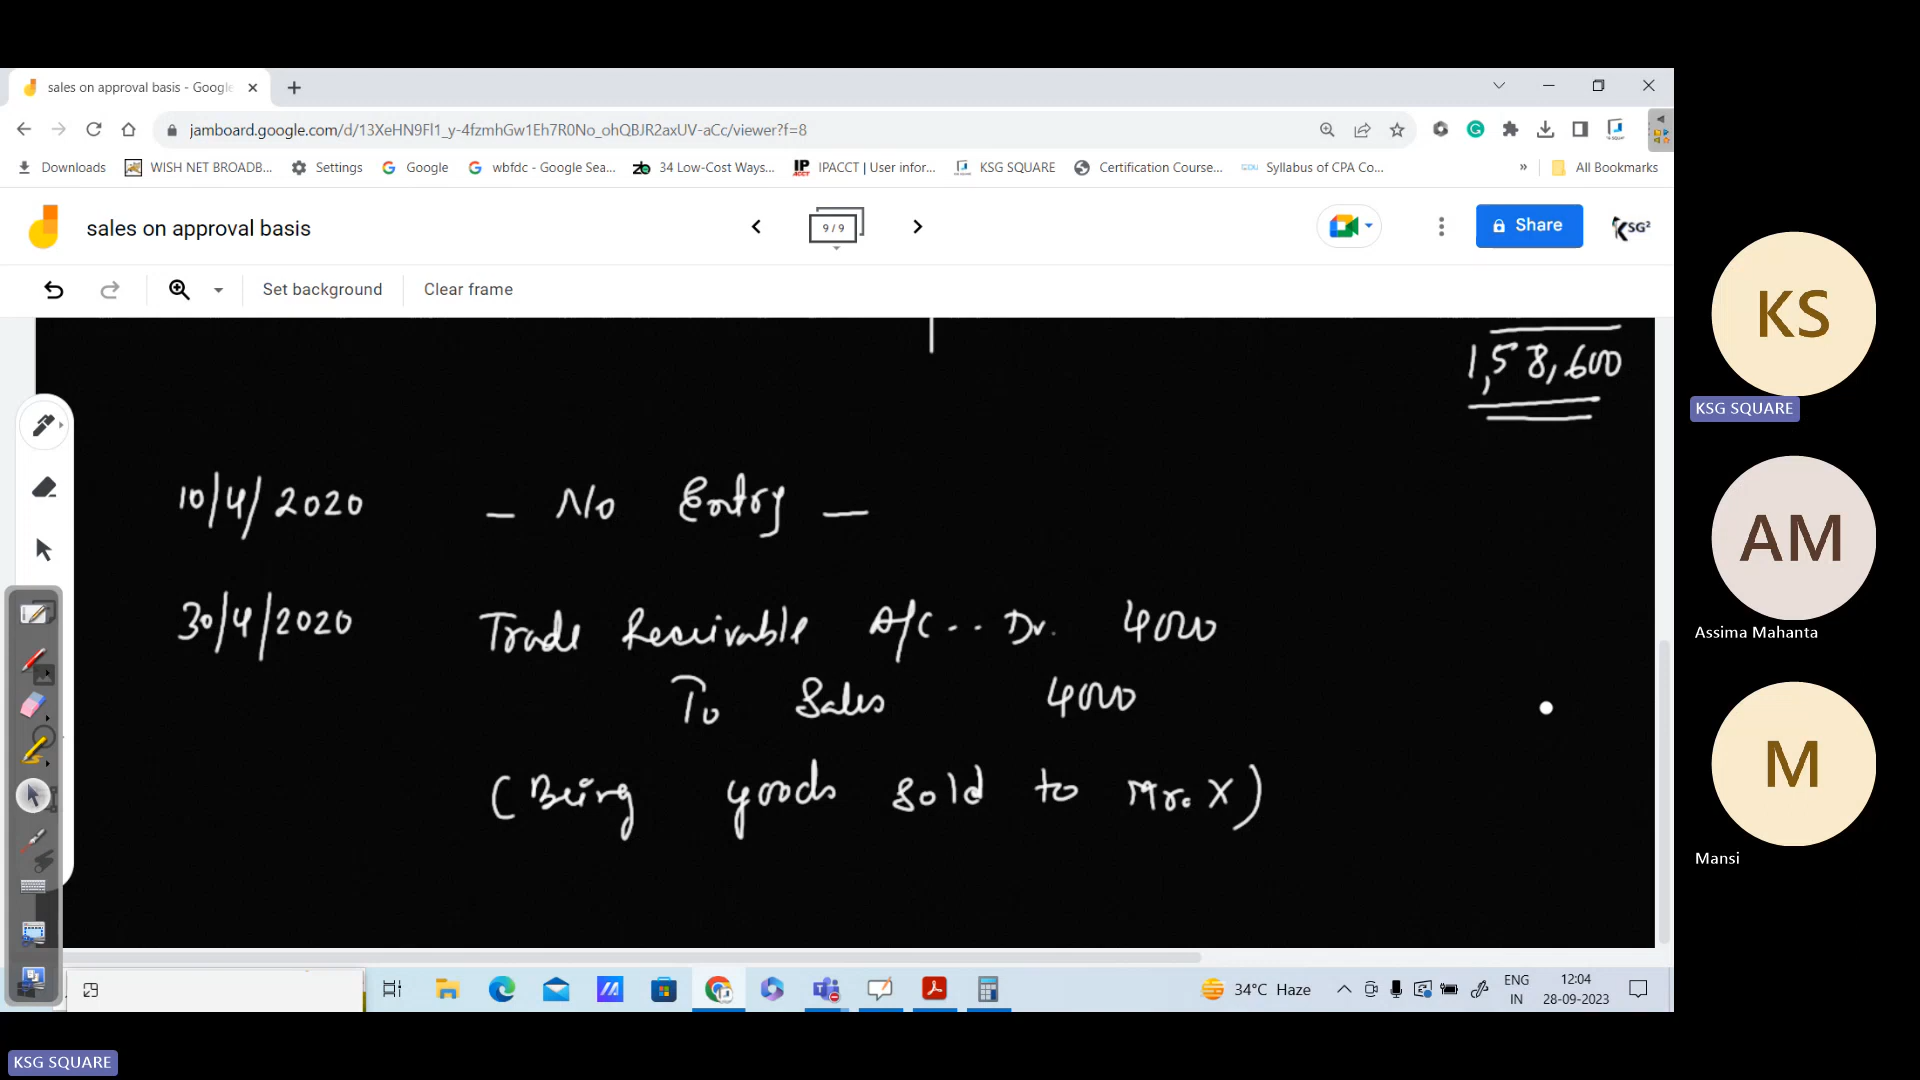 sales on approval basis - Google
jamboard.google.com/d/13XeHN9Fl1_y-4fzmhGw1Eh7R0No_ohQBJR2axUV-aCc/viewer?f=8
Downloads WISH NET BROADB... Settings Google wbfdc - Google Sea... 34 Low-Cost Ways... IPACCT | User infor... KSG SQUARE Certification Course... Syllabus of CPA Co... » All Bookmarks
sales on approval basis 9 / 9 Share KSG²
Set background Clear frame
1,58,600
10/4/2020 - No Entry -
30/4/2020 Trade Receivable A/C .. Dr. 4000
To Sales 4000
(Being goods sold to Mr. X)
KS
KSG SQUARE
AM
Assima Mahanta
M
Mansi
34°C Haze ENG IN 12:04 28-09-2023
KSG SQUARE